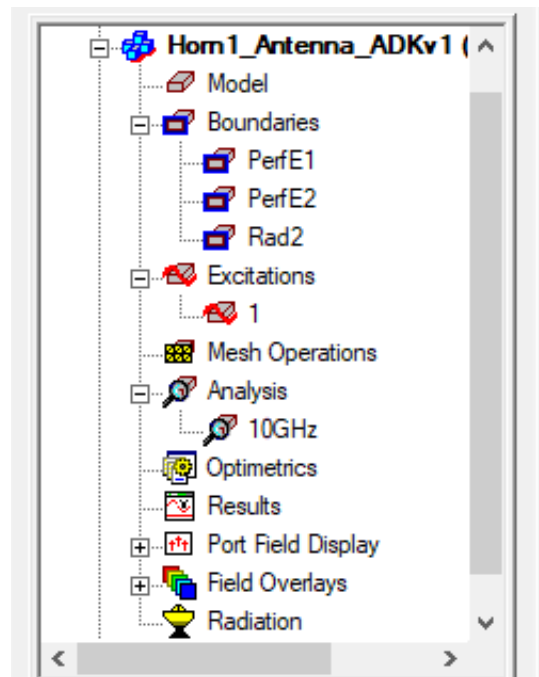 Horn1_Antenna_ADKv1 (
Model
Boundaries
PerfE1
PerfE2
Rad2
Excitations
1
Mesh Operations
Analysis
10GHz
Optimetrics
Results
Port Field Display
Field Overlays
Radiation